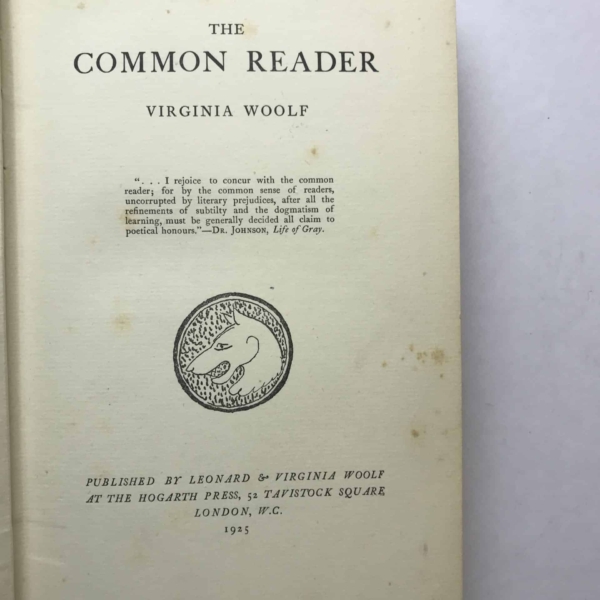 THE
COMMON READER
VIRGINIA WOOLF
“. . . I rejoice to concur with the common
reader; for by the common sense of readers,
uncorrupted by literary prejudices, after all the
refinements of subtilty and the dogmatism of
learning, must be generally decided all claim to
poetical honours.”—DR. JOHNSON, Life of Gray.
PUBLISHED BY LEONARD & VIRGINIA WOOLF
AT THE HOGARTH PRESS, 52 TAVISTOCK SQUARE
LONDON, W.C.
1925